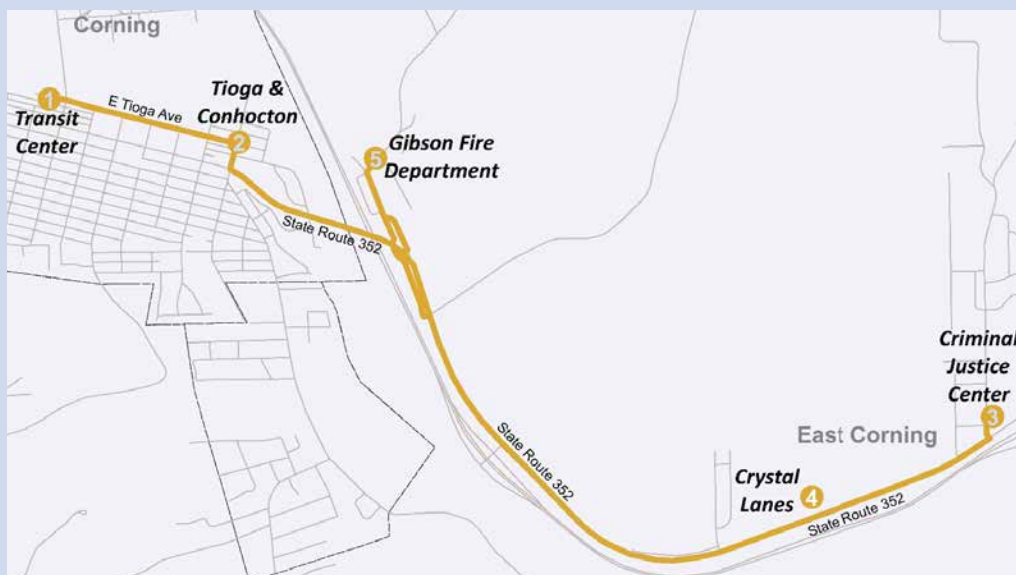 Corning
1
Transit
Center
E Tioga Ave
Tioga &
Conhocton
2
5
Gibson Fire
Department
State Route 352
State Route 352
Criminal
Justice
Center
3
East Corning
Crystal
Lanes
4
State Route 352